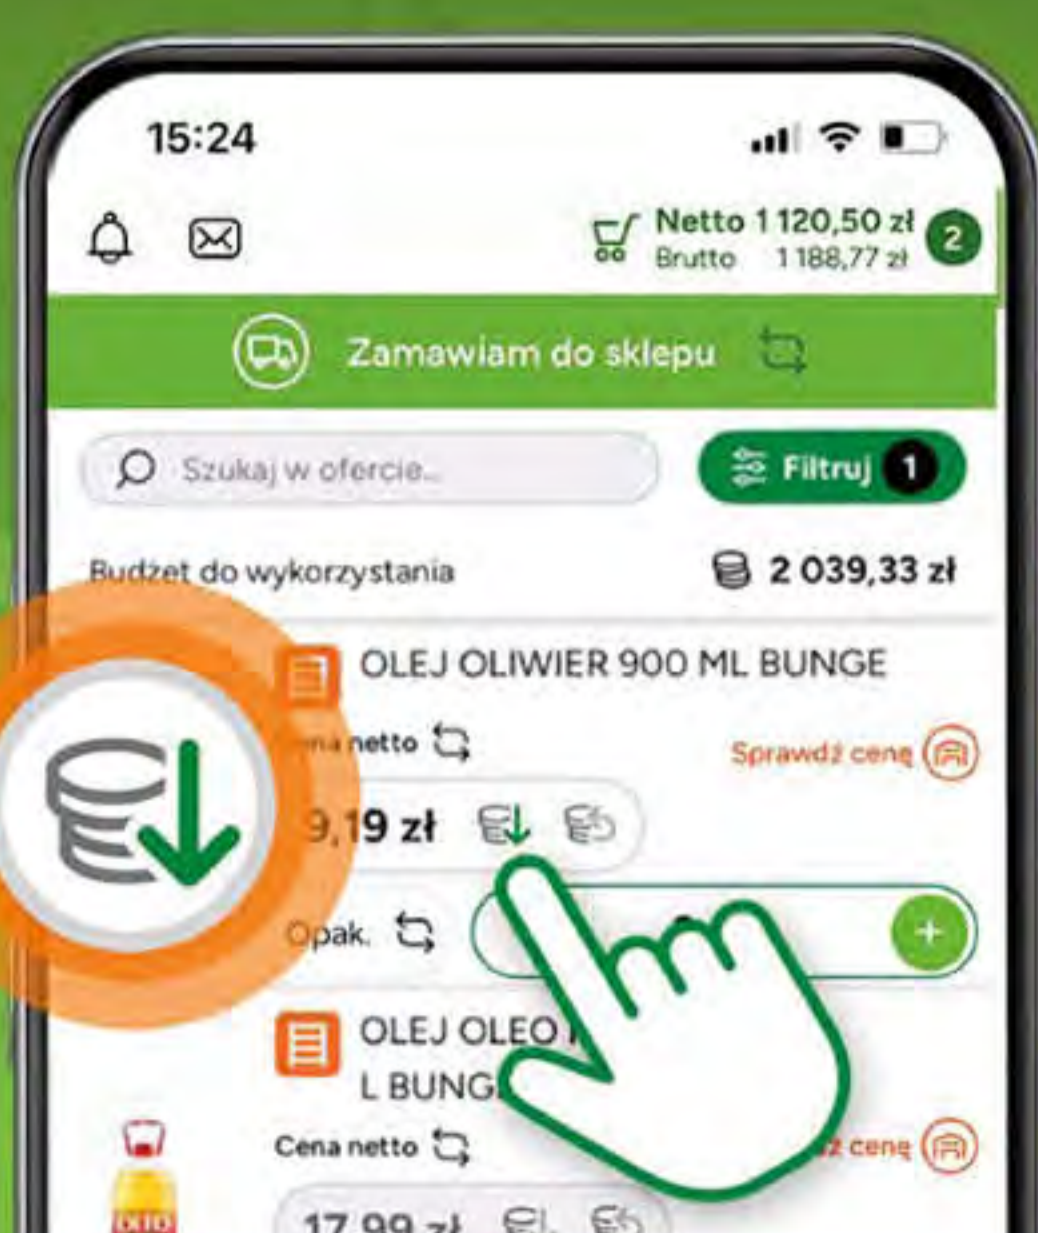 15:24
Netto 1 120,50 zł
2
Brutto 1 188,77 zł
Zamawiam do sklepu
Szukaj w ofercie...
Filtruj 1
Budżet do wykorzystania 2 039,33 zł
OLEJ OLIWIER 900 ML BUNGE
netto
Sprawdź cenę
9,19 zł
Opak.
+
OLEJ OLEO
L BUNG
Cena netto
cenę
17,99 zł